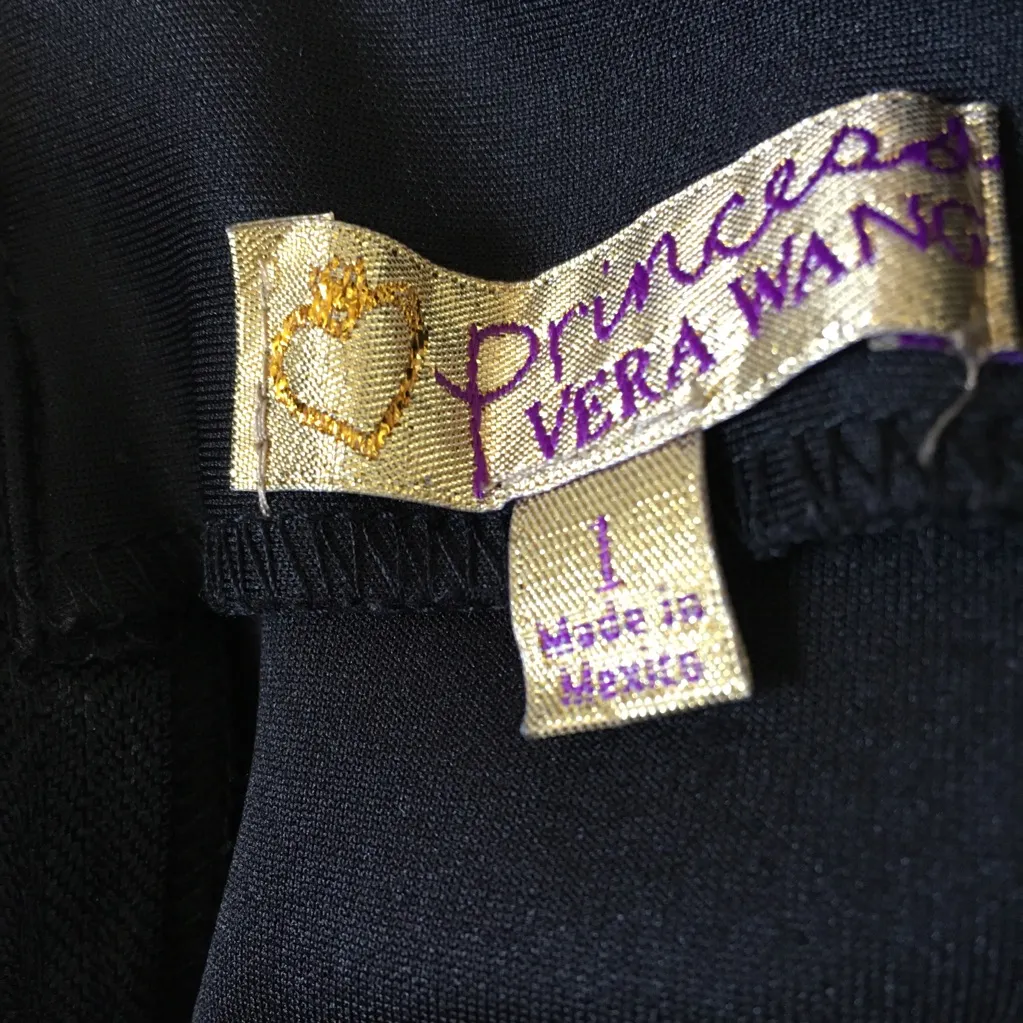 princess
VERA WANG
1
Made in
Mexico